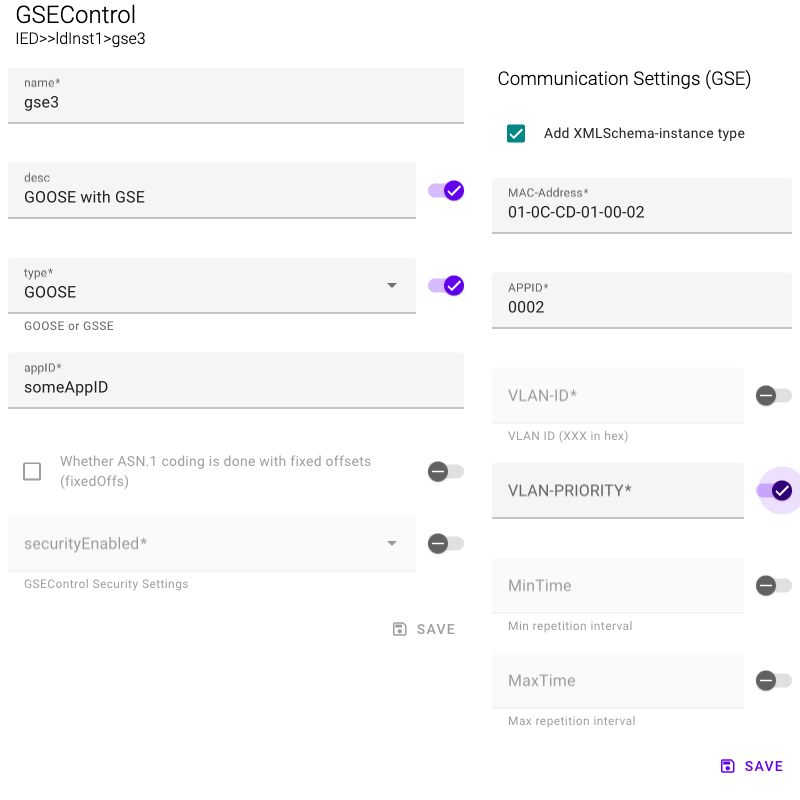 GSEControl
IED>>ldInst1>gse3
name*
gse3
desc
GOOSE with GSE
type*
GOOSE
GOOSE or GSSE
appID*
someAppID
Whether ASN.1 coding is done with fixed offsets
(fixedOffs)
securityEnabled*
GSEControl Security Settings
SAVE
Communication Settings (GSE)
Add XMLSchema-instance type
MAC-Address*
01-0C-CD-01-00-02
APPID*
0002
VLAN-ID*
VLAN ID (XXX in hex)
VLAN-PRIORITY*
MinTime
Min repetition interval
MaxTime
Max repetition interval
SAVE